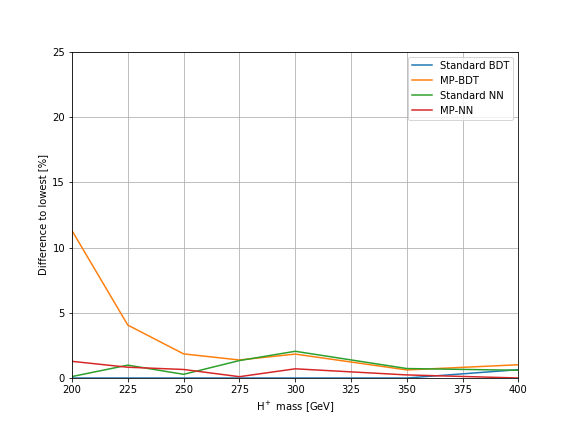 25
20
15
10
5
0
Difference to lowest [%]
Standard BDT
MP-BDT
Standard NN
MP-NN
200 225 250 275 300 325 350 375 400
H⁺ mass [GeV]